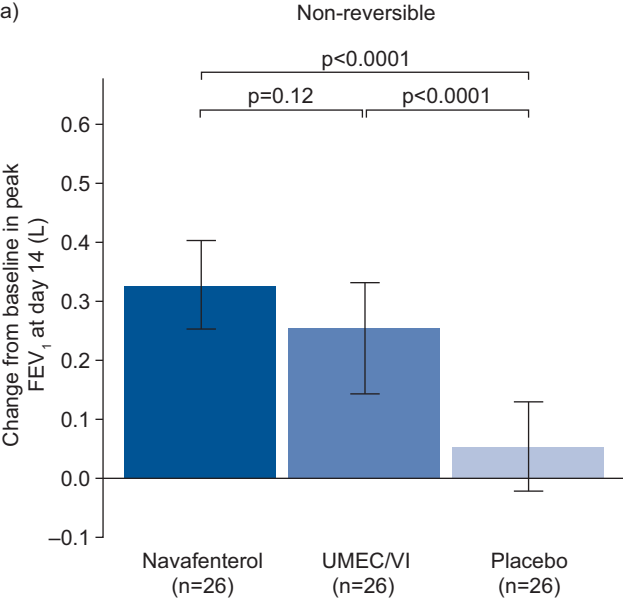 a)
Non-reversible
p<0.0001
p=0.12
p<0.0001
Change from baseline in peak
FEV1 at day 14 (L)
0.6
0.5
0.4
0.3
0.2
0.1
0.0
–0.1
Navafenterol
(n=26)
UMEC/VI
(n=26)
Placebo
(n=26)